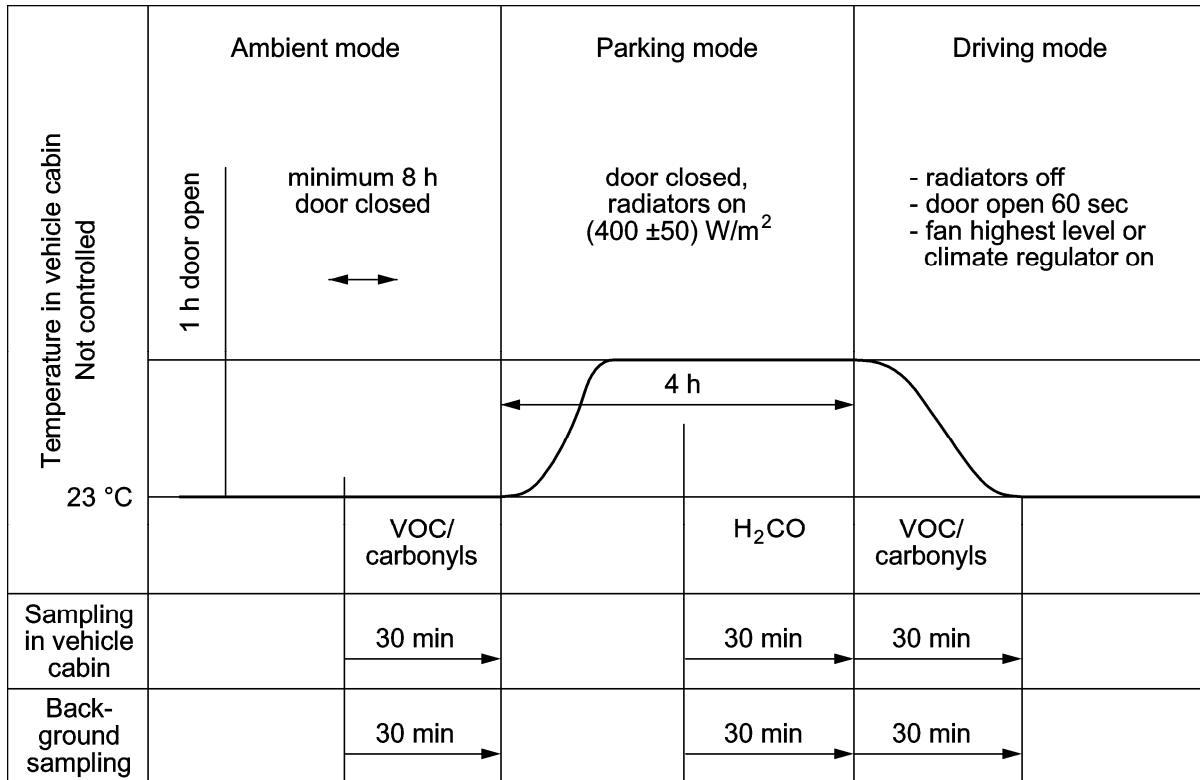 Ambient mode
Parking mode
Driving mode
Temperature in vehicle cabin
Not controlled
1 h door open
minimum 8 h
door closed
door closed,
radiators on
(400 ±50) W/m²
- radiators off
- door open 60 sec
- fan highest level or
climate regulator on
4 h
23 °C
VOC/
carbonyls
H₂CO
VOC/
carbonyls
Sampling
in vehicle
cabin
30 min
30 min
30 min
Back-
ground
sampling
30 min
30 min
30 min